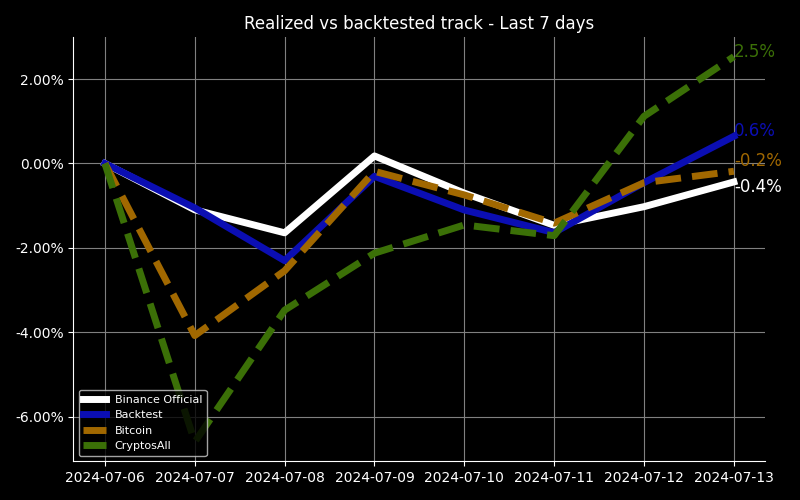 Realized vs backtested track - Last 7 days
2.5%
2.00%
0.6%
0.00%
-0.2%
-0.4%
-2.00%
-4.00%
-6.00%
Binance Official
Backtest
Bitcoin
CryptosAll
2024-07-06 2024-07-07 2024-07-08 2024-07-09 2024-07-10 2024-07-11 2024-07-12 2024-07-13